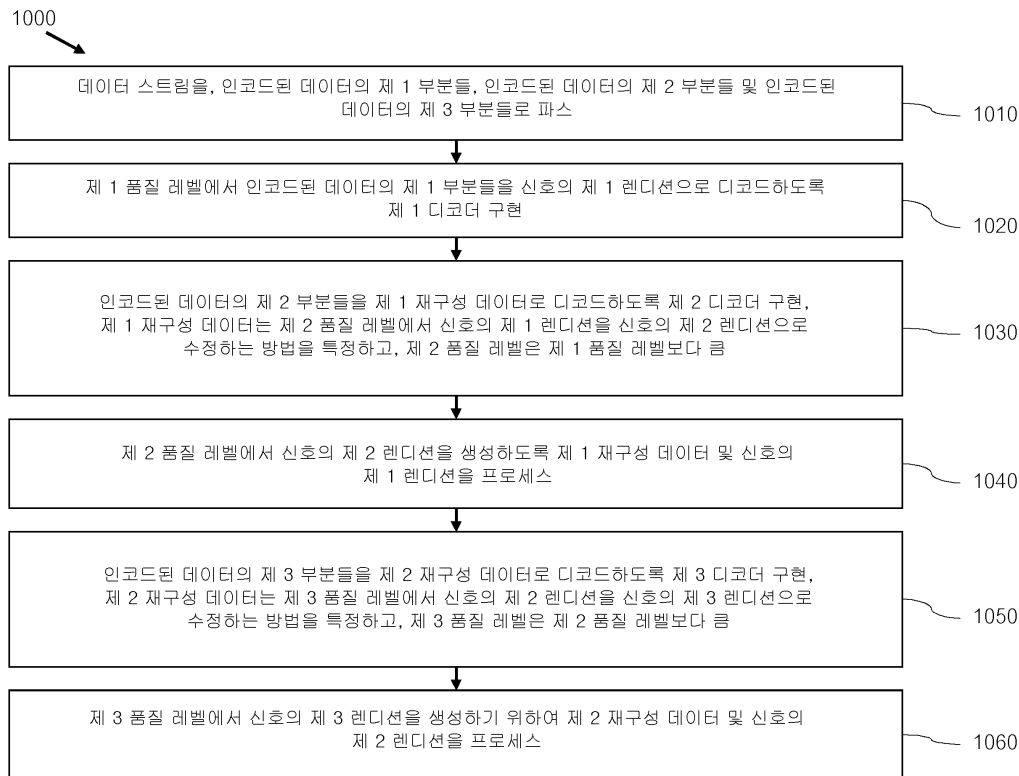 1000
데이터 스트림을, 인코드된 데이터의 제 1 부분들, 인코드된 데이터의 제 2 부분들 및 인코드된
데이터의 제 3 부분들로 파스
1010
제 1 품질 레벨에서 인코드된 데이터의 제 1 부분들을 신호의 제 1 렌디션으로 디코드하도록
제 1 디코더 구현
1020
인코드된 데이터의 제 2 부분들을 제 1 재구성 데이터로 디코드하도록 제 2 디코더 구현,
제 1 재구성 데이터는 제 2 품질 레벨에서 신호의 제 1 렌디션을 신호의 제 2 렌디션으로
수정하는 방법을 특정하고, 제 2 품질 레벨은 제 1 품질 레벨보다 큼
1030
제 2 품질 레벨에서 신호의 제 2 렌디션을 생성하도록 제 1 재구성 데이터 및 신호의
제 1 렌디션을 프로세스
1040
인코드된 데이터의 제 3 부분들을 제 2 재구성 데이터로 디코드하도록 제 3 디코더 구현,
제 2 재구성 데이터는 제 3 품질 레벨에서 신호의 제 2 렌디션을 신호의 제 3 렌디션으로
수정하는 방법을 특정하고, 제 3 품질 레벨은 제 2 품질 레벨보다 큼
1050
제 3 품질 레벨에서 신호의 제 3 렌디션을 생성하기 위하여 제 2 재구성 데이터 및 신호의
제 2 렌디션을 프로세스
1060